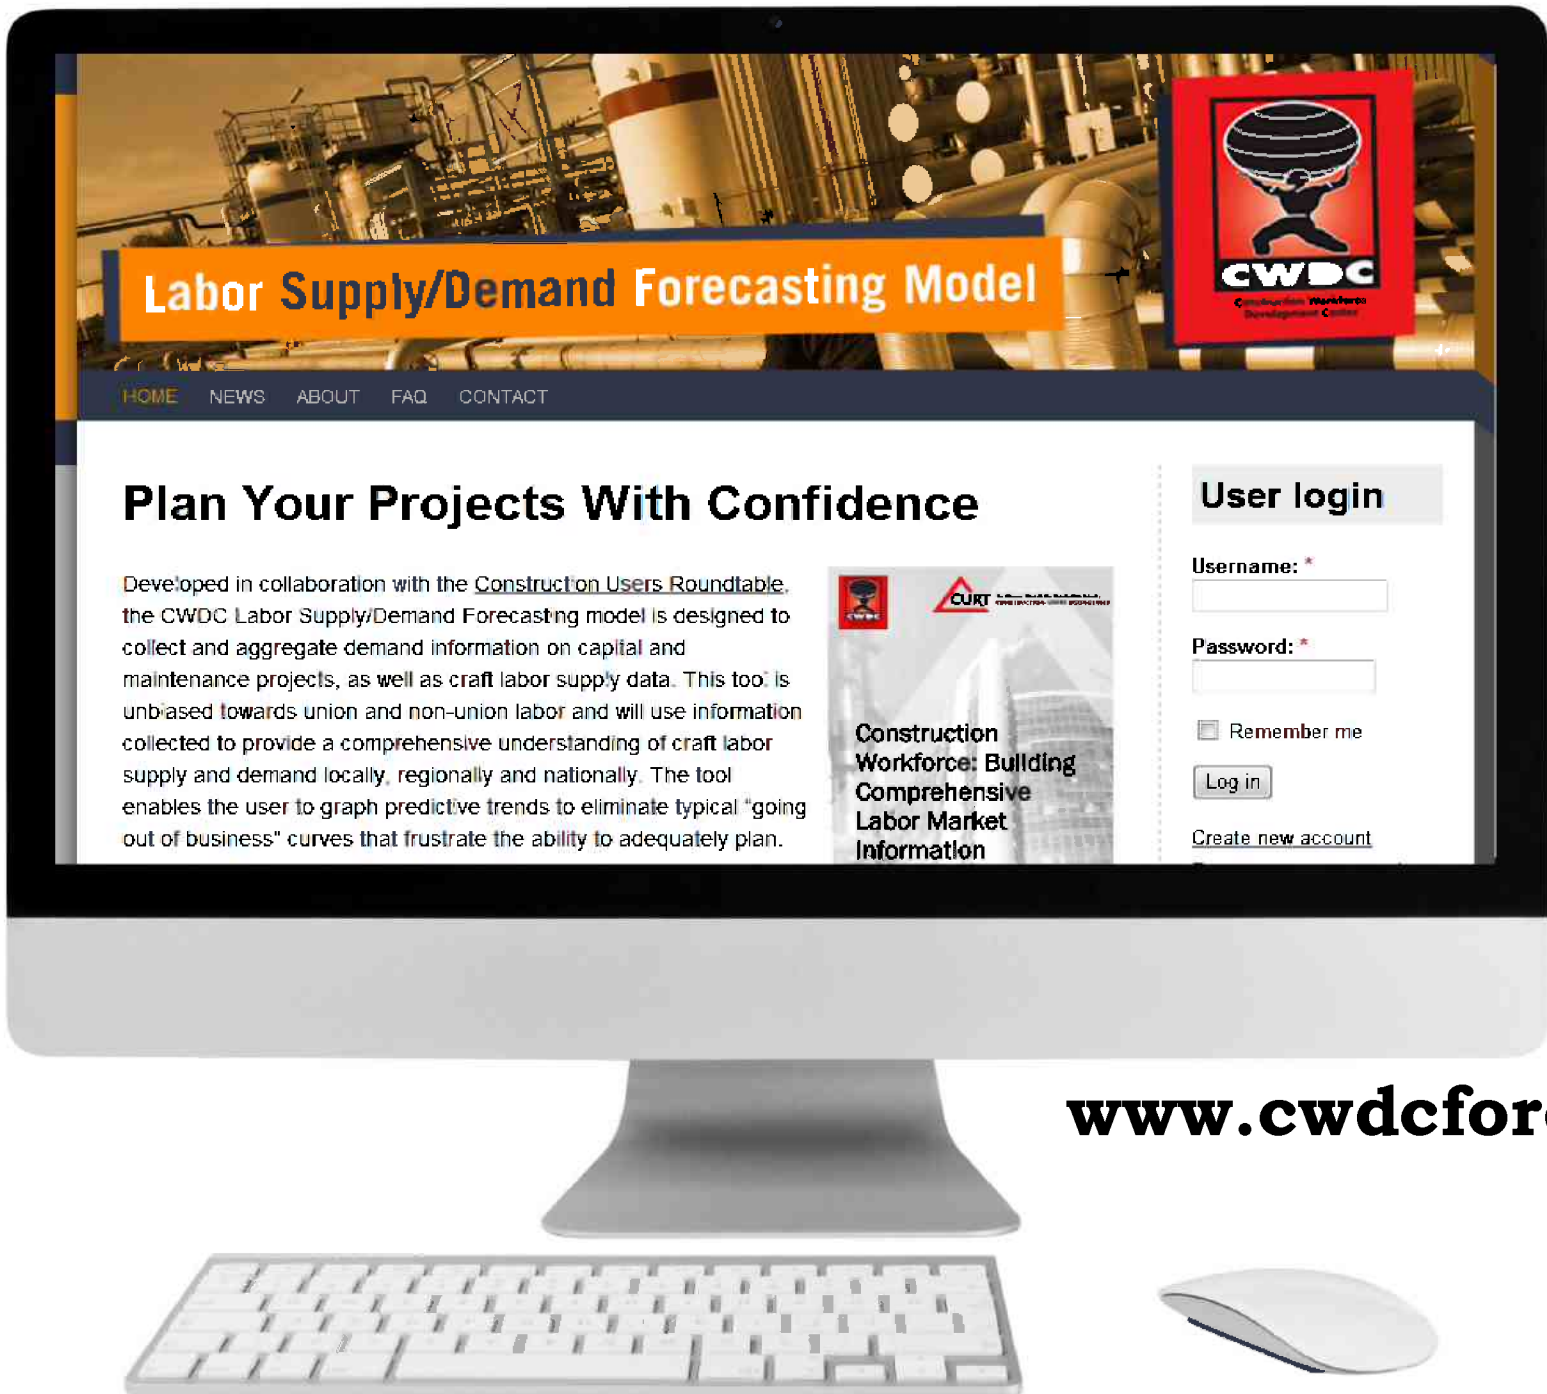 Labor Supply/Demand Forecasting Model
CWDC
Construction Workforce
Development Center
HOME NEWS ABOUT FAQ CONTACT
Plan Your Projects With Confidence
Developed in collaboration with the Construction Users Roundtable,
the CWDC Labor Supply/Demand Forecasting model is designed to
collect and aggregate demand information on capital and
maintenance projects, as well as craft labor supply data. This tool is
unbiased towards union and non-union labor and will use information
collected to provide a comprehensive understanding of craft labor
supply and demand locally, regionally and nationally. The tool
enables the user to graph predictive trends to eliminate typical "going
out of business" curves that frustrate the ability to adequately plan.
CURT
Construction
Workforce: Building
Comprehensive
Labor Market
Information
User login
Username: *
Password: *
Remember me
Log in
Create new account
www.cwdcfor